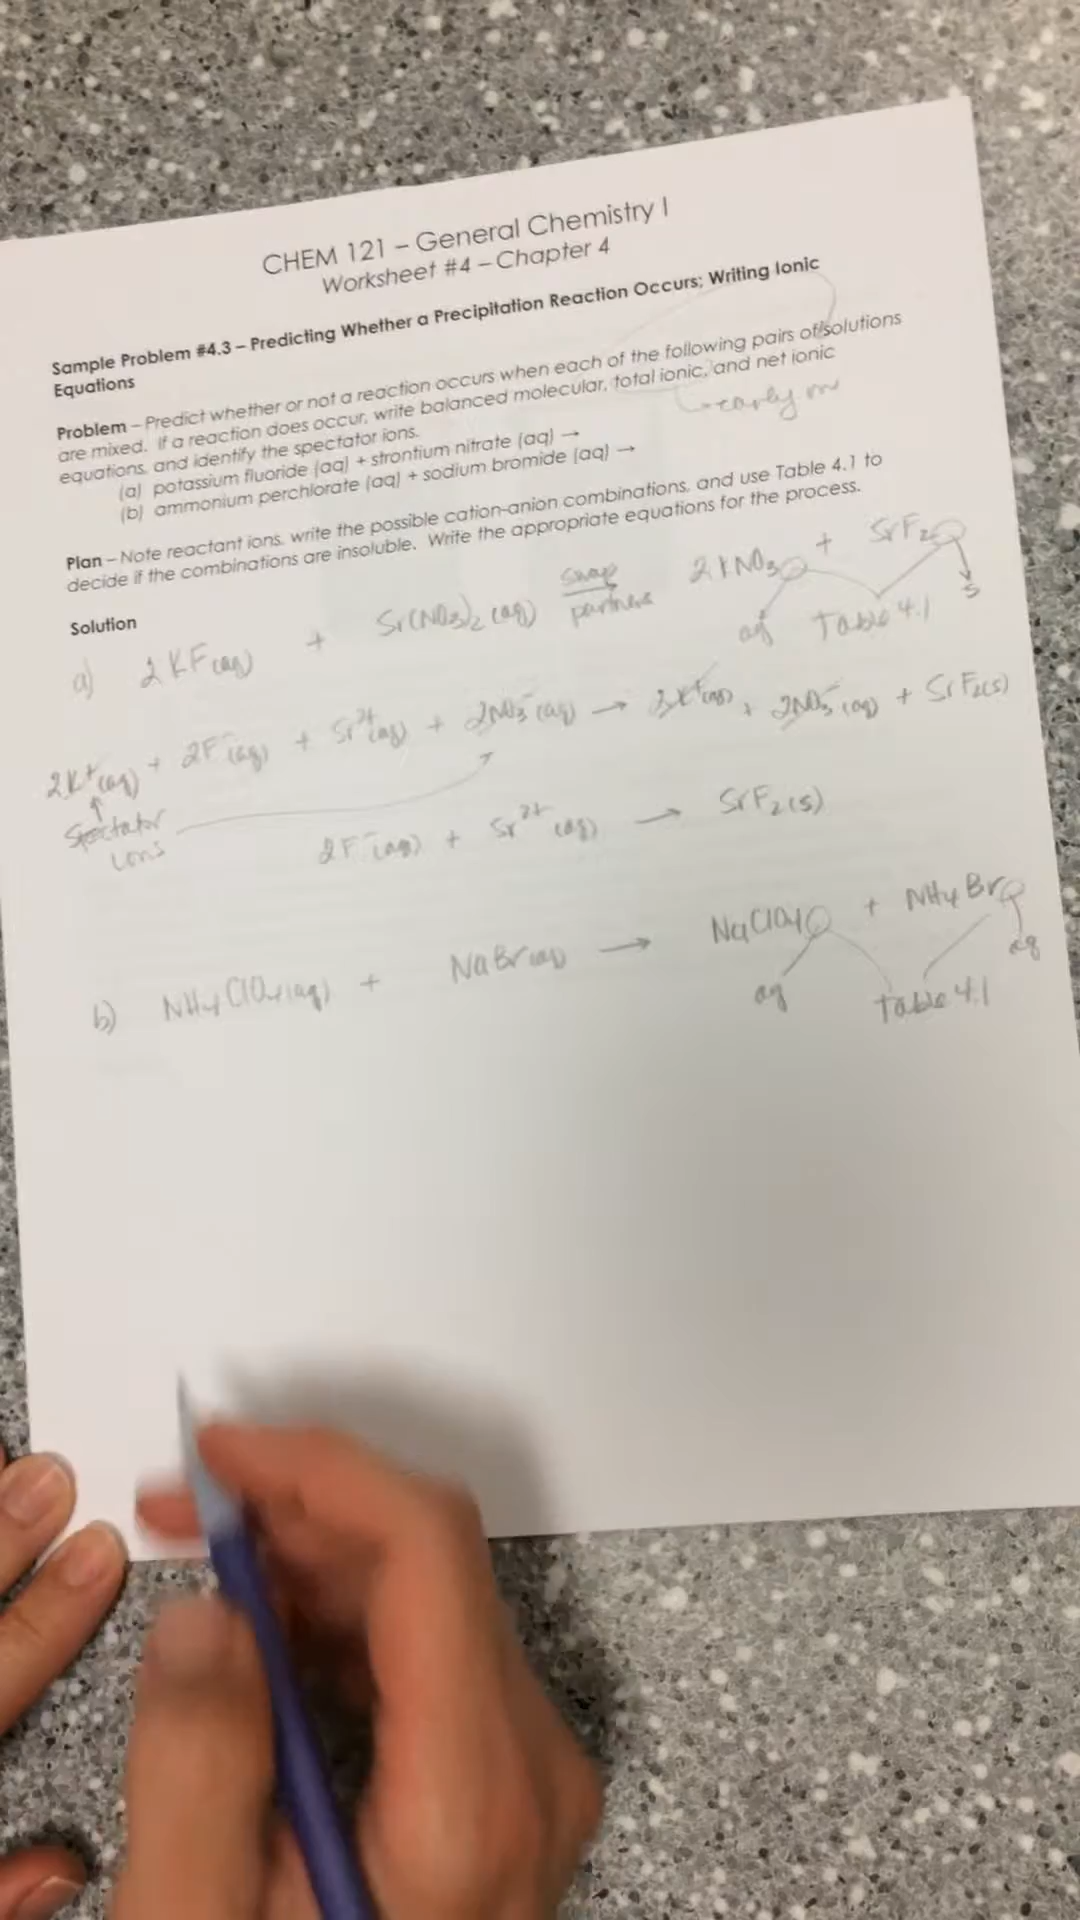 CHEM 121 – General Chemistry I
Worksheet #4 – Chapter 4
Sample Problem #4.3 – Predicting Whether a Precipitation Reaction Occurs; Writing Ionic
Equations
Problem – Predict whether or not a reaction occurs when each of the following pairs of solutions
are mixed. If a reaction does occur, write balanced molecular, total ionic, and net ionic
equations, and identify the spectator ions.
(a) potassium fluoride (aq) + strontium nitrate (aq) →
(b) ammonium perchlorate (aq) + sodium bromide (aq) →
Plan – Note reactant ions, write the possible cation-anion combinations, and use Table 4.1 to
decide if the combinations are insoluble. Write the appropriate equations for the process.
Solution
a) 2KF(aq) + Sr(NO3)2(aq) swap partners 2KNO3 + SrF2
aq Table 4.1 s
2K⁺(aq) + 2F⁻(aq) + Sr²⁺(aq) + 2NO3⁻(aq) → 2K⁺(aq) + 2NO3⁻(aq) + SrF2(s)
Spectator
ions
2F⁻(aq) + Sr²⁺(aq) → SrF2(s)
b) NH4ClO4(aq) + NaBr(aq) → NaClO4 + NH4Br
aq Table 4.1 aq